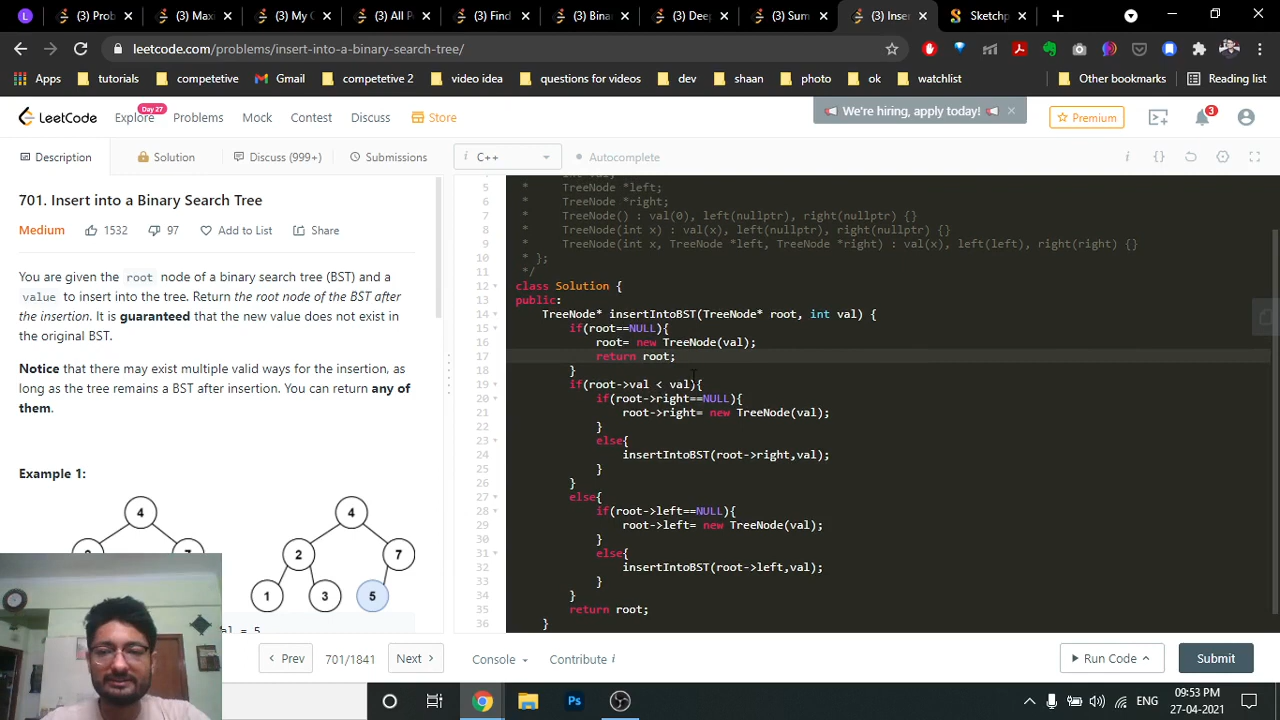 (3) Prob
(3) Maxi
(3) My C
(3) All P
(3) Find
(3) Bina
(3) Deep
(3) Sum
(3) Inser
Sketchp
leetcode.com/problems/insert-into-a-binary-search-tree/
Apps
tutorials
competetive
Gmail
competetive 2
video idea
questions for videos
dev
shaan
photo
ok
watchlist
Other bookmarks
Reading list
LeetCode
Day 27
Explore
Problems
Mock
Contest
Discuss
Store
We're hiring, apply today!
Premium
3
Description
Solution
Discuss (999+)
Submissions
i C++
Autocomplete
701. Insert into a Binary Search Tree
Medium 1532 97 Add to List Share
You are given the root node of a binary search tree (BST) and a
value to insert into the tree. Return the root node of the BST after
the insertion. It is guaranteed that the new value does not exist in
the original BST.
Notice that there may exist multiple valid ways for the insertion, as
long as the tree remains a BST after insertion. You can return any of
them.
Example 1:
4
4
2
7
1
3
5
5 * TreeNode *left;
6 * TreeNode *right;
7 * TreeNode() : val(0), left(nullptr), right(nullptr) {}
8 * TreeNode(int x) : val(x), left(nullptr), right(nullptr) {}
9 * TreeNode(int x, TreeNode *left, TreeNode *right) : val(x), left(left), right(right) {}
10 * };
11 */
12 class Solution {
13 public:
14 TreeNode* insertIntoBST(TreeNode* root, int val) {
15 if(root==NULL){
16 root= new TreeNode(val);
17 return root;
18 }
19 if(root->val < val){
20 if(root->right==NULL){
21 root->right= new TreeNode(val);
22 }
23 else{
24 insertIntoBST(root->right,val);
25 }
26 }
27 else{
28 if(root->left==NULL){
29 root->left= new TreeNode(val);
30 }
31 else{
32 insertIntoBST(root->left,val);
33 }
34 }
35 return root;
36 }
Prev
701/1841
Next
Console
Contribute i
Run Code
Submit
Ps
ENG
09:53 PM
27-04-2021